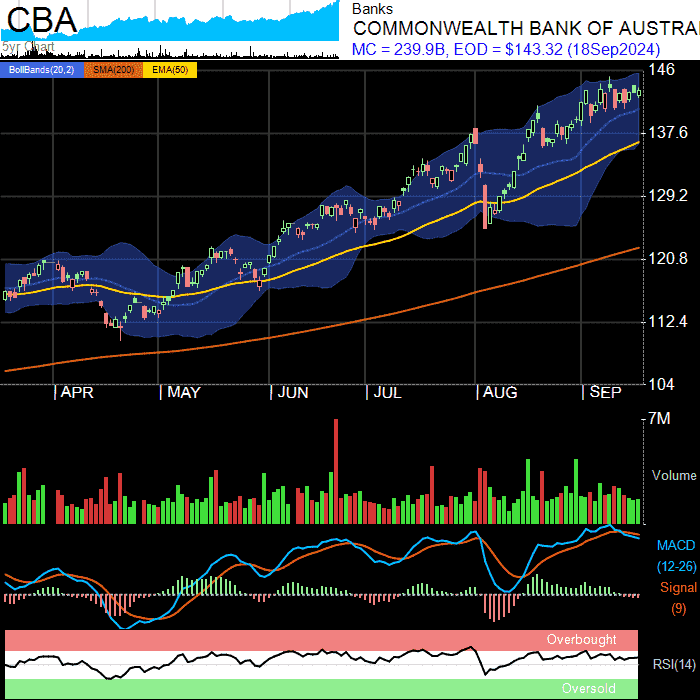 CBA
5yr Chart
Banks
COMMONWEALTH BANK OF AUSTRA
MC = 239.9B, EOD = $143.32 (18Sep2024)
BollBands(20,2) SMA(200) EMA(50)
146
137.6
129.2
120.8
112.4
104
APR MAY JUN JUL AUG SEP
7M
Volume
MACD
(12-26)
Signal
(9)
Overbought
RSI(14)
Oversold